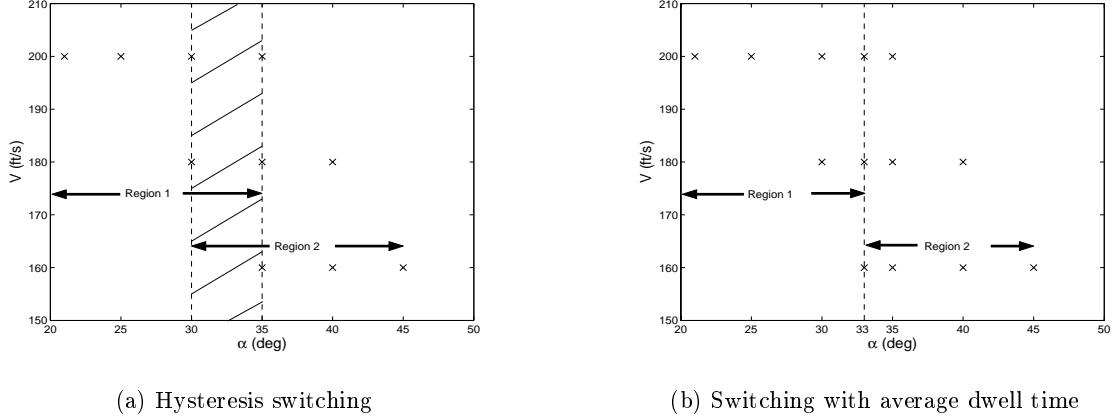 210
200
190
180
170
160
150
V (ft/s)
Region 1
Region 2
20 25 30 35 40 45 50
α (deg)
(a) Hysteresis switching
210
200
190
180
170
160
150
V (ft/s)
Region 1
Region 2
20 25 30 33 35 40 45 50
α (deg)
(b) Switching with average dwell time